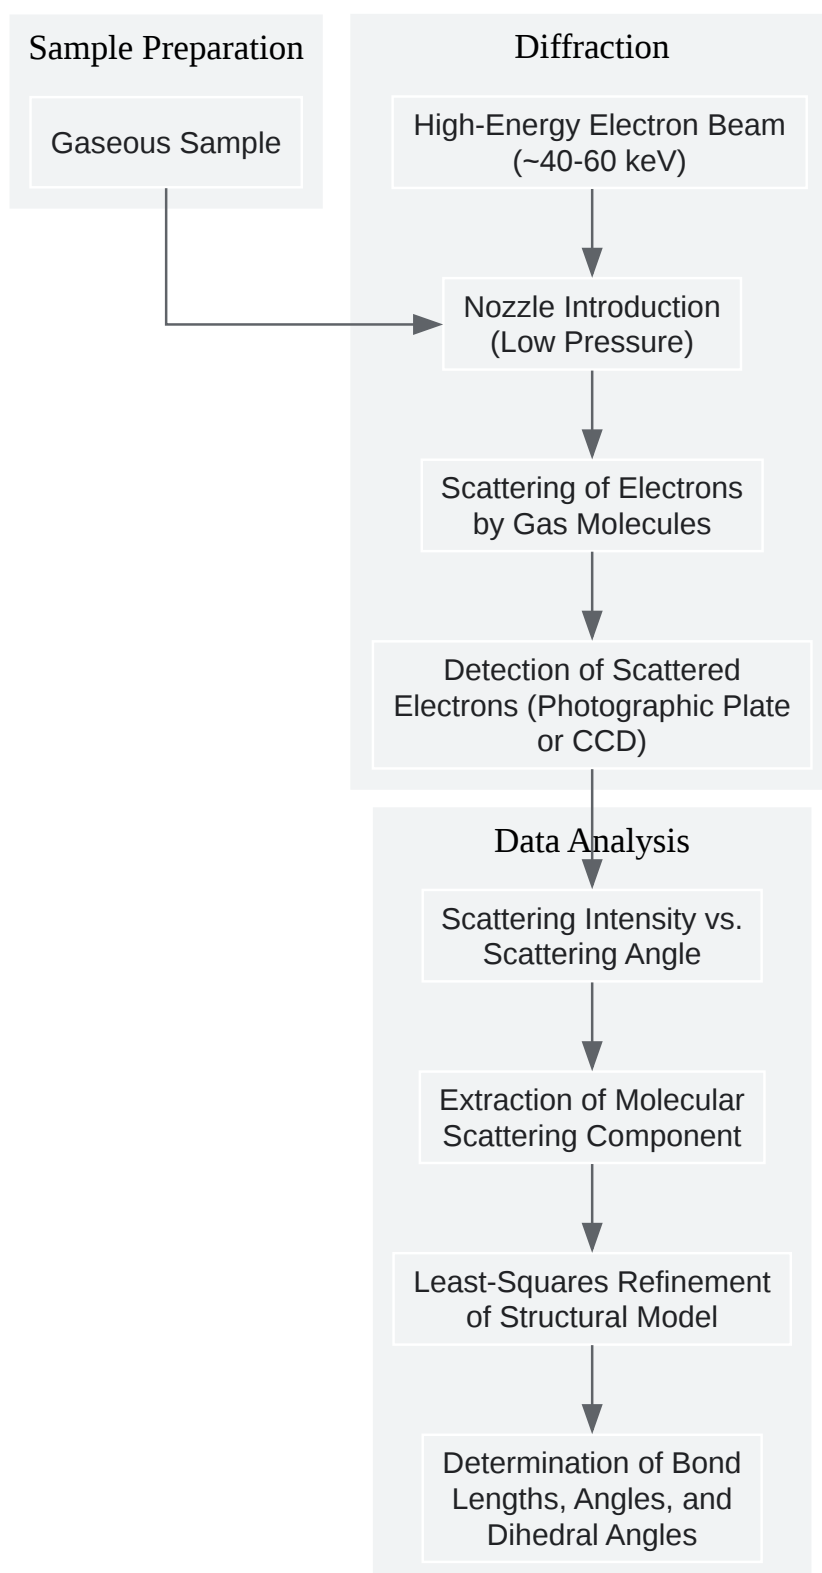 Sample Preparation
Gaseous Sample
Diffraction
High-Energy Electron Beam
(~40-60 keV)
Nozzle Introduction
(Low Pressure)
Scattering of Electrons
by Gas Molecules
Detection of Scattered
Electrons (Photographic Plate
or CCD)
Data Analysis
Scattering Intensity vs.
Scattering Angle
Extraction of Molecular
Scattering Component
Least-Squares Refinement
of Structural Model
Determination of Bond
Lengths, Angles, and
Dihedral Angles